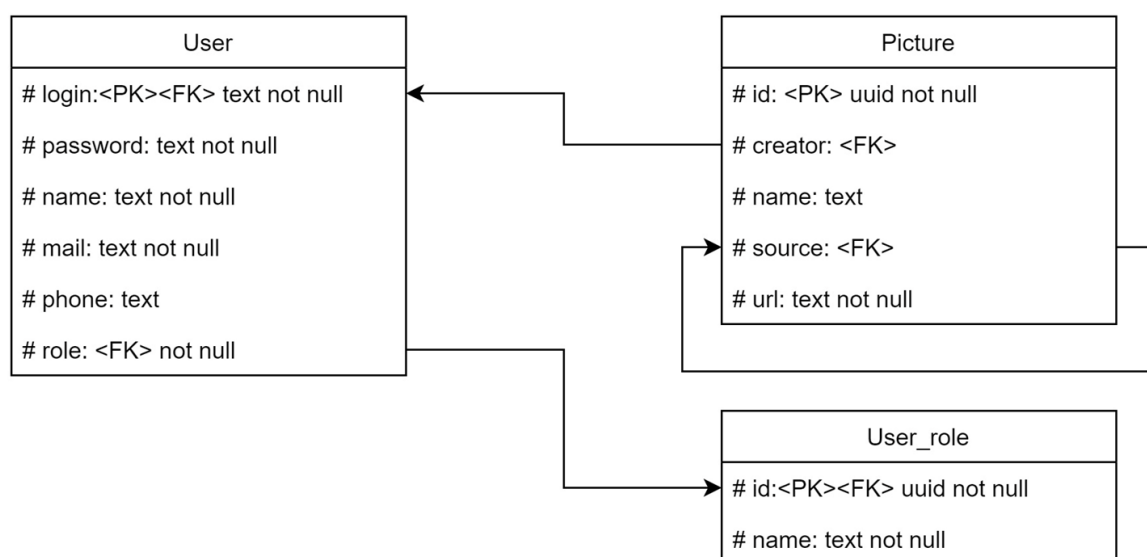 User
# login:<PK><FK> text not null
# password: text not null
# name: text not null
# mail: text not null
# phone: text
# role: <FK> not null
Picture
# id: <PK> uuid not null
# creator: <FK>
# name: text
# source: <FK>
# url: text not null
User_role
# id:<PK><FK> uuid not null
# name: text not null